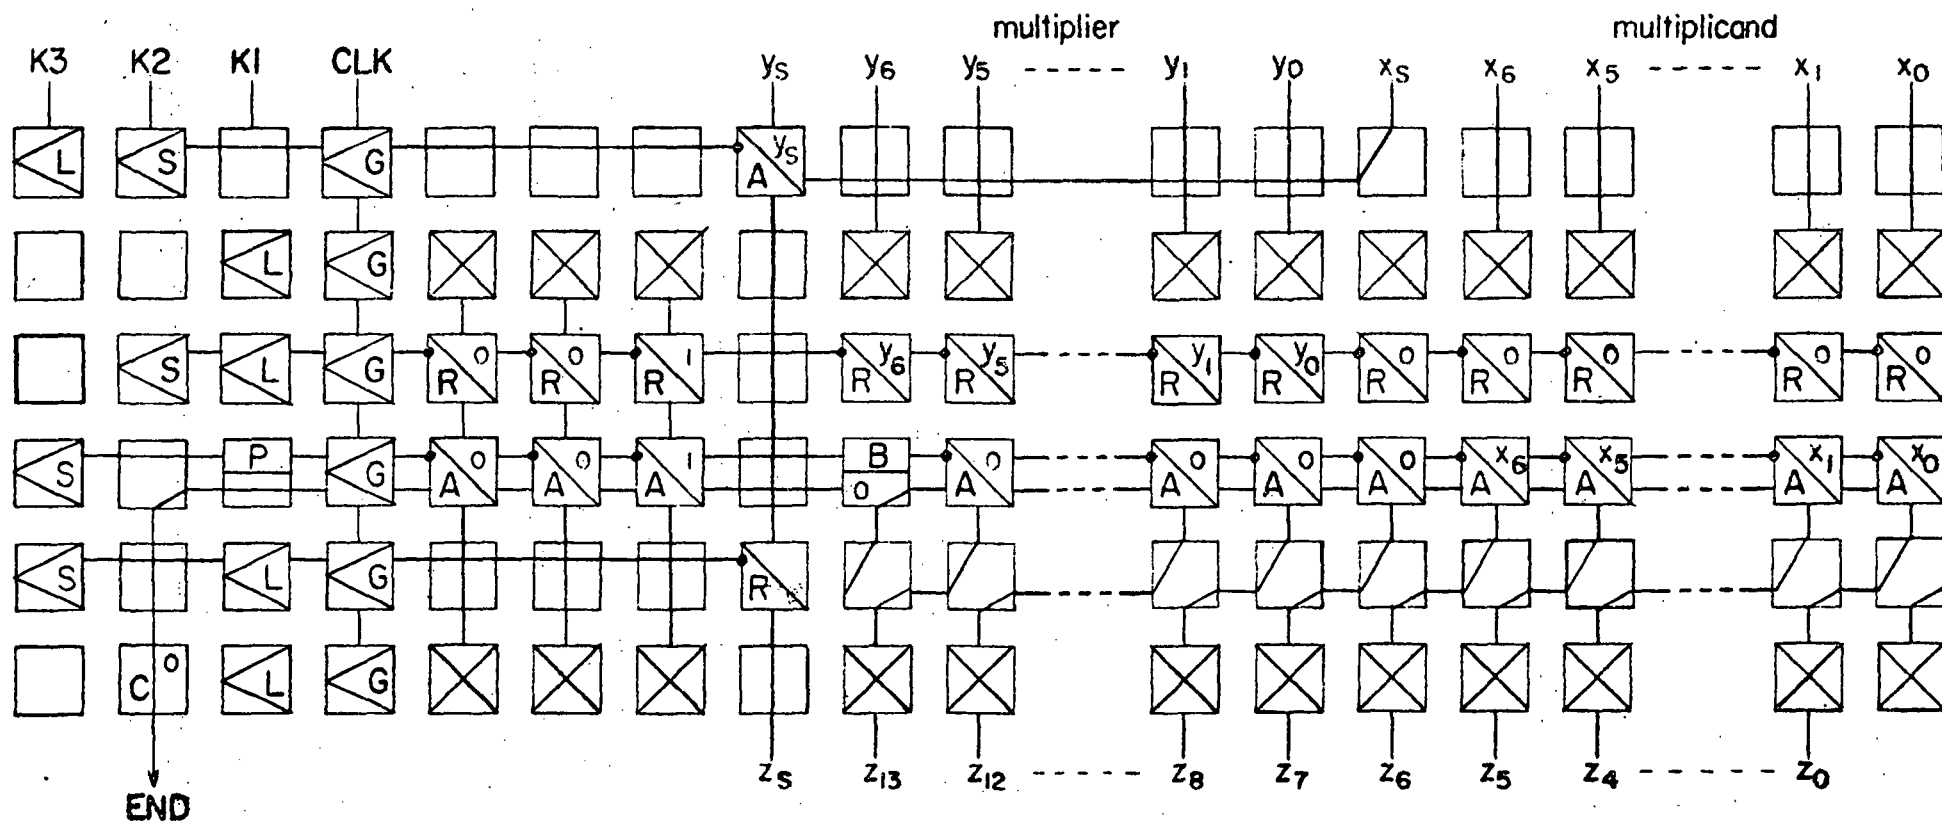 multiplier multiplicand
K3 K2 K1 CLK yS y6 y5 y1 y0 xS x6 x5 x1 x0
L S G yS A
L G
S L G 0 R 0 R 1 R y6 R y5 R y1 R y0 R 0 R 0 R 0 R 0 R 0 R
S P G 0 A 0 A 1 A B 0 0 A 0 A 0 A 0 A x6 A x5 A x1 A x0 A
S L G R
C 0 L G
zS z13 z12 z8 z7 z6 z5 z4 z0
END